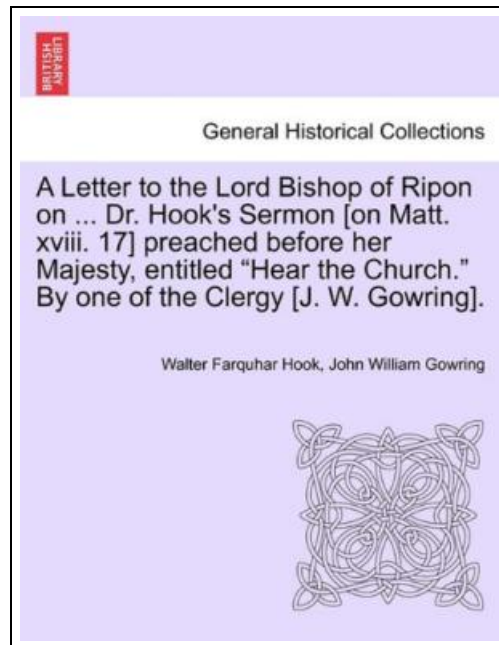 BRITISH
LIBRARY
General Historical Collections
A Letter to the Lord Bishop of Ripon
on ... Dr. Hook's Sermon [on Matt.
xviii. 17] preached before her
Majesty, entitled “Hear the Church.”
By one of the Clergy [J. W. Gowring].
Walter Farquhar Hook, John William Gowring